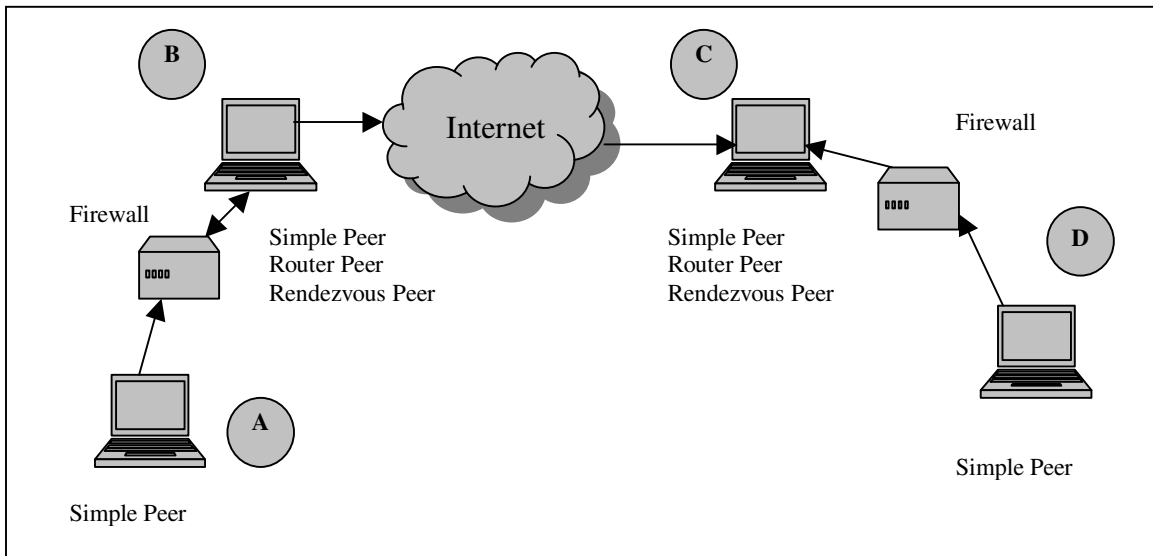 B
C
Internet
Firewall
Firewall
Simple Peer
Router Peer
Rendezvous Peer
Simple Peer
Router Peer
Rendezvous Peer
D
A
Simple Peer
Simple Peer